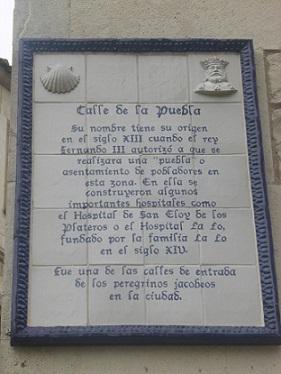 Calle de la Puebla
Su nombre tiene su origen
en el siglo XIII cuando el rey
Fernando III autorizó a que se
realizara una "puebla" o
asentamiento de pobladores en
esta zona. En ella se
construyeron algunos
importantes hospitales como
el Hospital de San Eloy de los
Plateros o el Hospital La Lo,
fundado por la familia La Lo
en el siglo XIV.
Fue una de las calles de entrada
de los peregrinos jacobeos
en la ciudad.